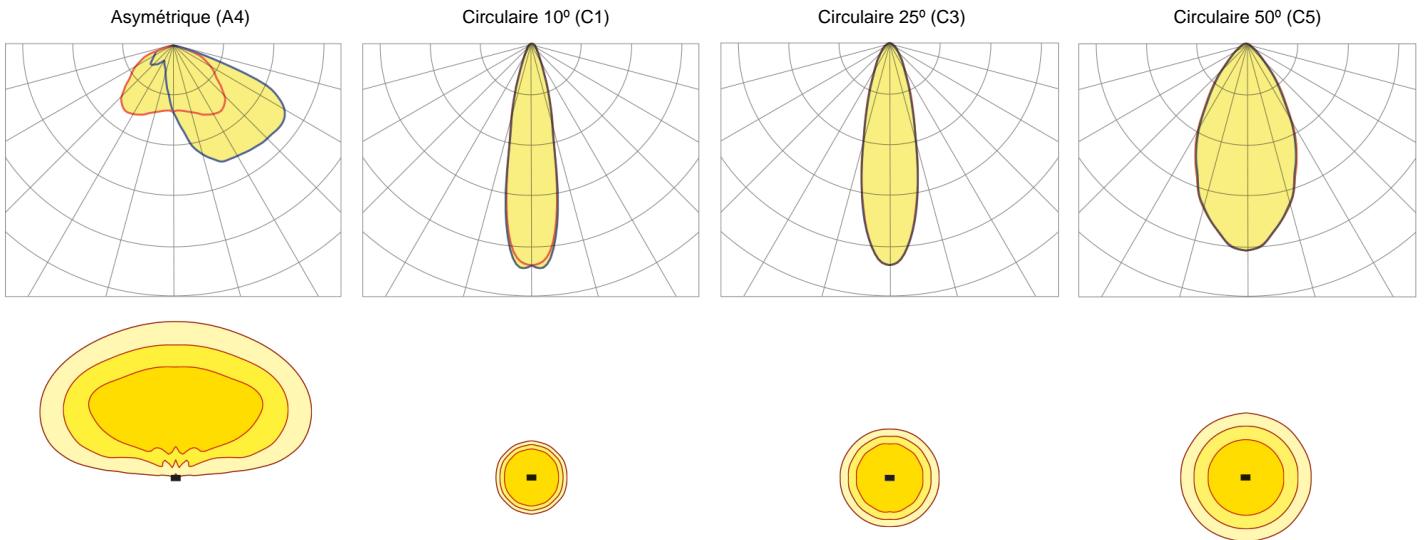 Asymétrique (A4)
Circulaire 10º (C1)
Circulaire 25º (C3)
Circulaire 50º (C5)